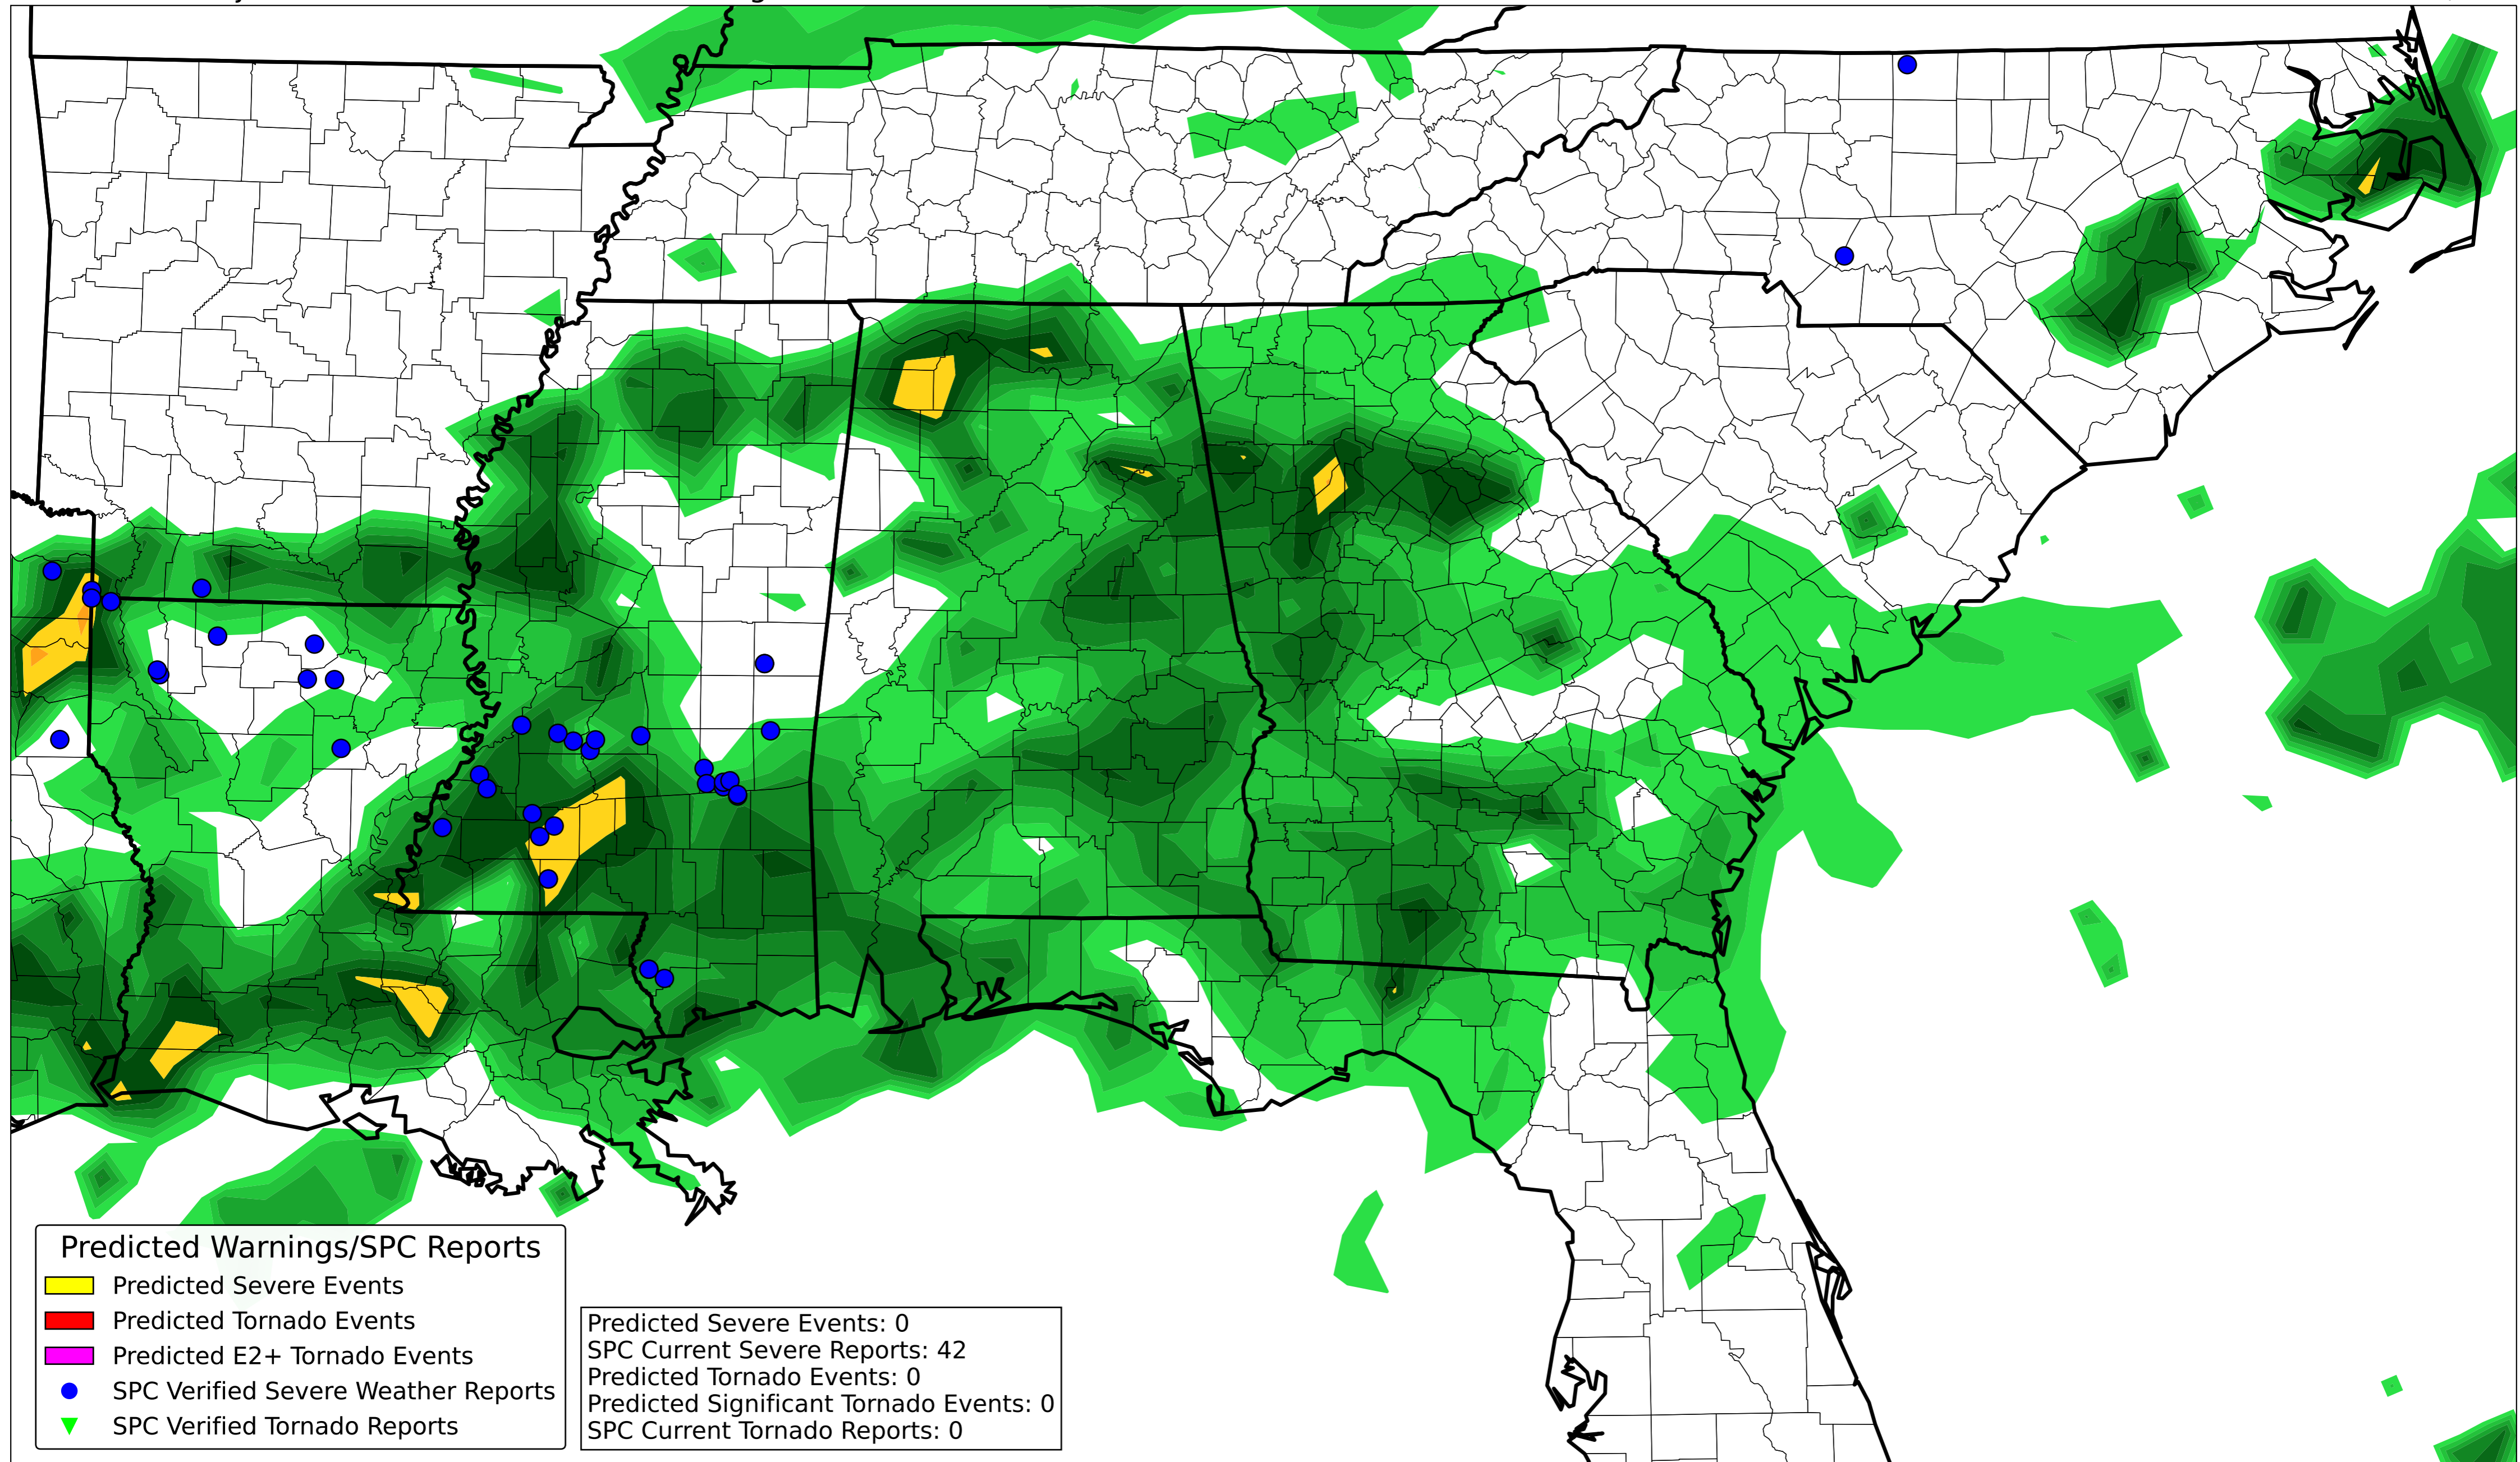 Predicted Warnings/SPC Reports
Predicted Severe Events
Predicted Tornado Events
Predicted E2+ Tornado Events
SPC Verified Severe Weather Reports
SPC Verified Tornado Reports
Predicted Severe Events: 0
SPC Current Severe Reports: 42
Predicted Tornado Events: 0
Predicted Significant Tornado Events: 0
SPC Current Tornado Reports: 0